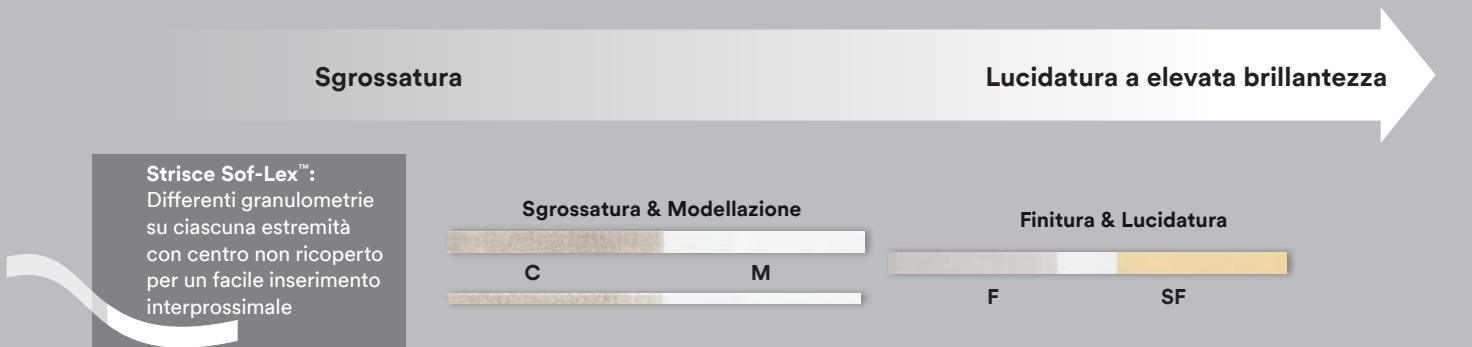 Sgrossatura
Lucidatura a elevata brillantezza
Strisce Sof-Lex™:
Differenti granulometrie
su ciascuna estremità
con centro non ricoperto
per un facile inserimento
interprossimale
Sgrossatura & Modellazione
C M
Finitura & Lucidatura
F SF